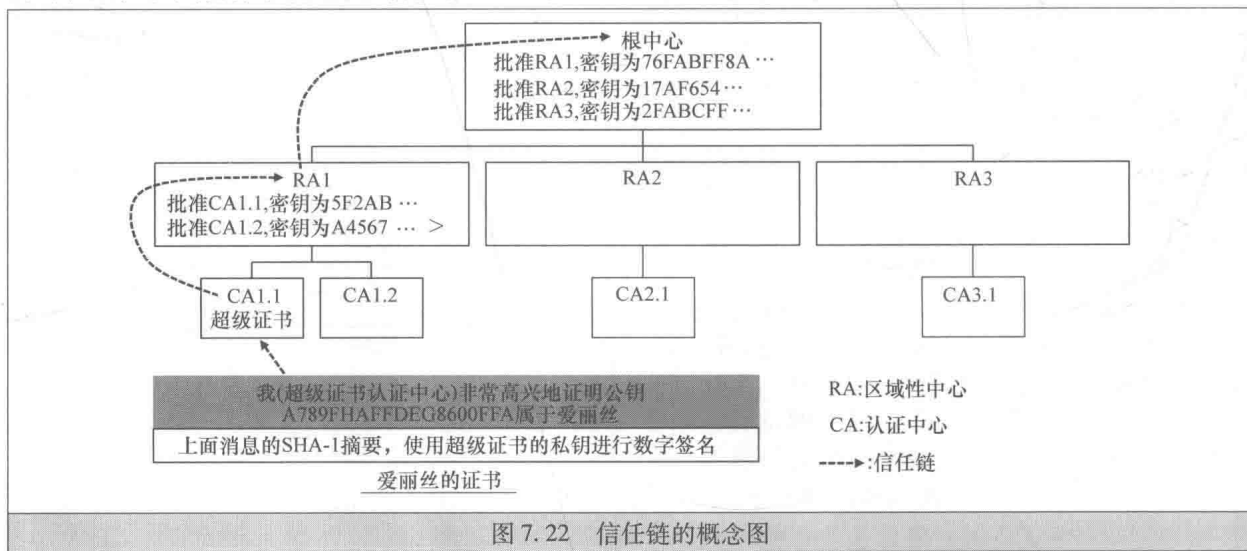 根中心
批准RA1,密钥为76FABFF8A …
批准RA2,密钥为17AF654 …
批准RA3,密钥为2FABCFF …
RA1
批准CA1.1,密钥为5F2AB …
批准CA1.2,密钥为A4567 … >
RA2
RA3
CA1.1
超级证书
CA1.2
CA2.1
CA3.1
我(超级证书认证中心)非常高兴地证明公钥
A789FHAFFDEG8600FFA属于爱丽丝
上面消息的SHA-1摘要，使用超级证书的私钥进行数字签名
爱丽丝的证书
RA:区域性中心
CA:认证中心
:信任链
图 7.22 信任链的概念图